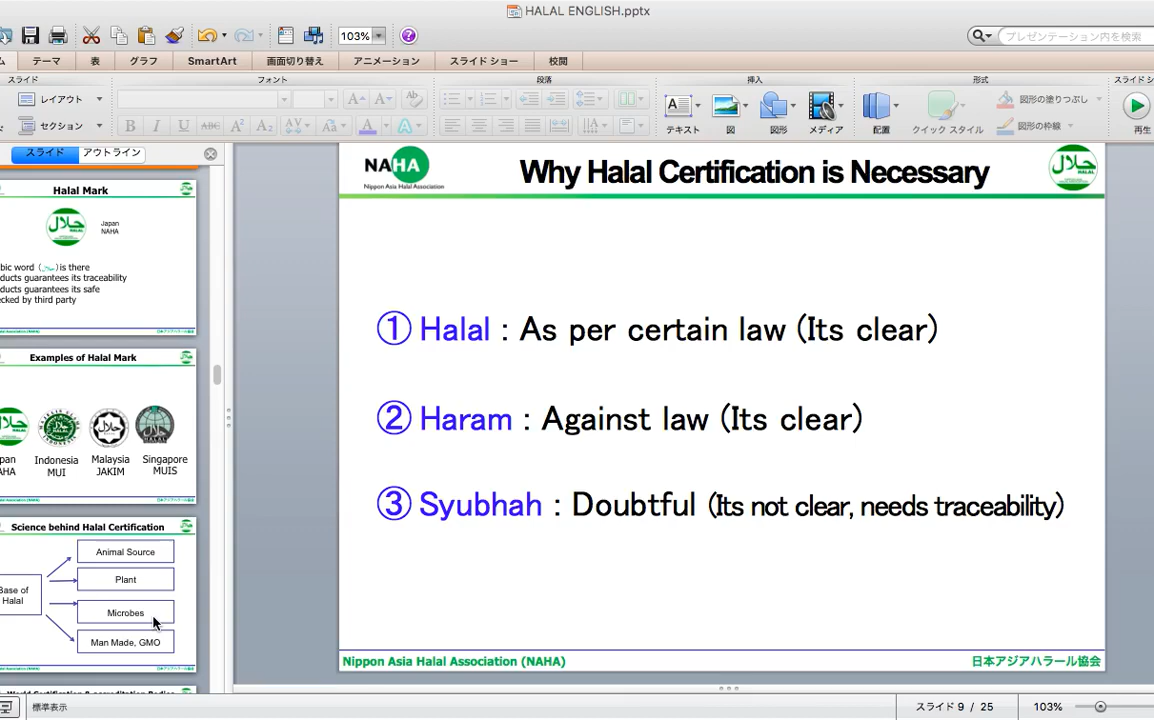 HALAL ENGLISH.pptx
103%
プレゼンテーション内を検索
ム テーマ 表 グラフ SmartArt 画面切り替え アニメーション スライド ショー 校閲
スライド フォント 段落 挿入 形式
レイアウト
セクション
テキスト 図 図形 メディア 配置 クイック スタイル 再生
図形の塗りつぶし
図形の枠線
スライド アウトライン
Halal Mark
حلال
Japan
NAHA
is there
ducts guarantees its traceability
ducts guarantees its safe
cked by third party
Examples of Halal Mark
Indonesia
MUI
Malaysia
JAKIM
Singapore
MUIS
Science behind Halal Certification
Base of
Halal
Animal Source
Plant
Microbes
Man Made, GMO
NAHA
Nippon Asia Halal Association
Why Halal Certification is Necessary
حلال
HALAL
① Halal : As per certain law (Its clear)
② Haram : Against law (Its clear)
③ Syubhah : Doubtful (Its not clear, needs traceability)
Nippon Asia Halal Association (NAHA) 日本アジアハラール協会
標準表示 スライド 9 / 25 103%